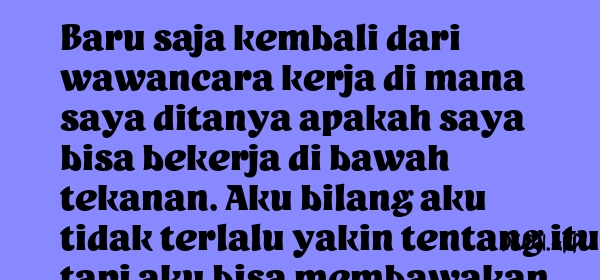 Baru saja kembali dari
wawancara kerja di mana
saya ditanya apakah saya
bisa bekerja di bawah
tekanan. Aku bilang aku
tidak terlalu yakin tentang itu
tapi aku bisa membawakan